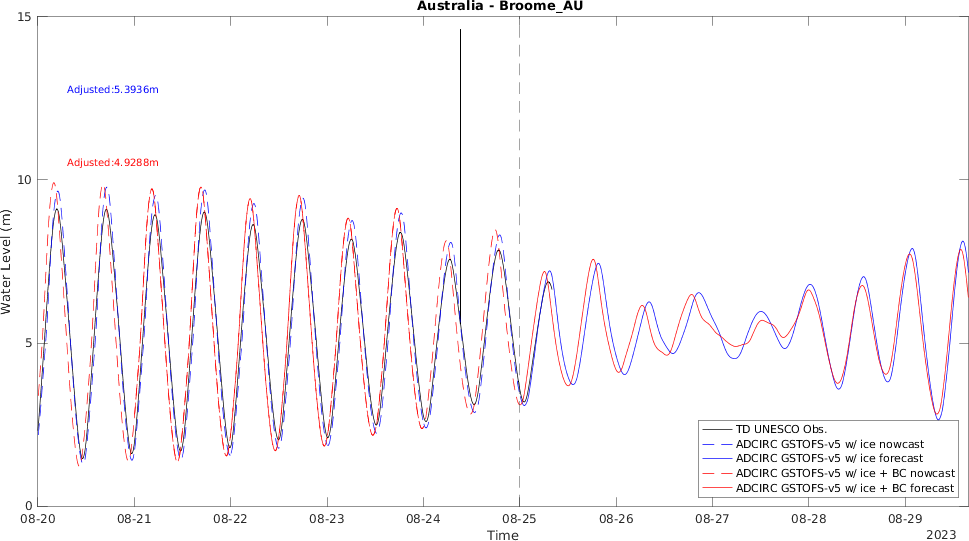 Australia - Broome_AU
15
Adjusted:5.3936m
Adjusted:4.9288m
10
Water Level (m)
5
0
TD UNESCO Obs.
ADCIRC GSTOFS-v5 w/ ice nowcast
ADCIRC GSTOFS-v5 w/ ice forecast
ADCIRC GSTOFS-v5 w/ ice + BC nowcast
ADCIRC GSTOFS-v5 w/ ice + BC forecast
08-20 08-21 08-22 08-23 08-24 08-25 08-26 08-27 08-28 08-29
Time
2023